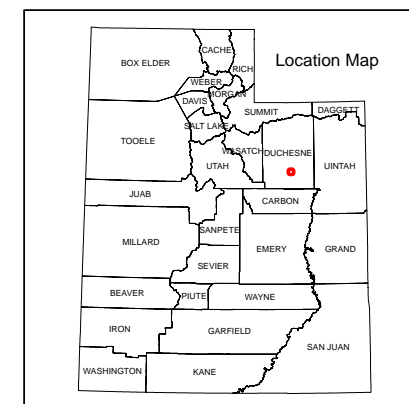 Location Map
BOX ELDER
CACHE
RICH
WEBER
MORGAN
DAVIS
SUMMIT
DAGGETT
SALT LAKE
TOOELE
WASATCH
DUCHESNE
UTAH
UINTAH
JUAB
CARBON
SANPETE
MILLARD
EMERY
GRAND
SEVIER
BEAVER
PIUTE
WAYNE
IRON
GARFIELD
SAN JUAN
WASHINGTON
KANE